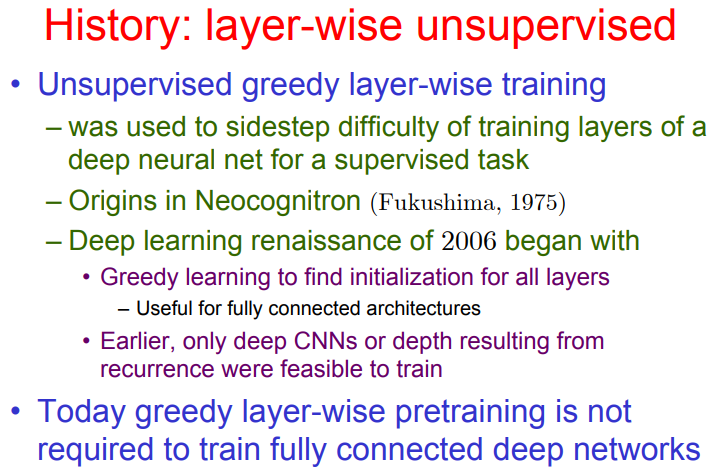 History: layer-wise unsupervised
• Unsupervised greedy layer-wise training
– was used to sidestep difficulty of training layers of a
deep neural net for a supervised task
– Origins in Neocognitron (Fukushima, 1975)
– Deep learning renaissance of 2006 began with
• Greedy learning to find initialization for all layers
– Useful for fully connected architectures
• Earlier, only deep CNNs or depth resulting from
recurrence were feasible to train
• Today greedy layer-wise pretraining is not
required to train fully connected deep networks